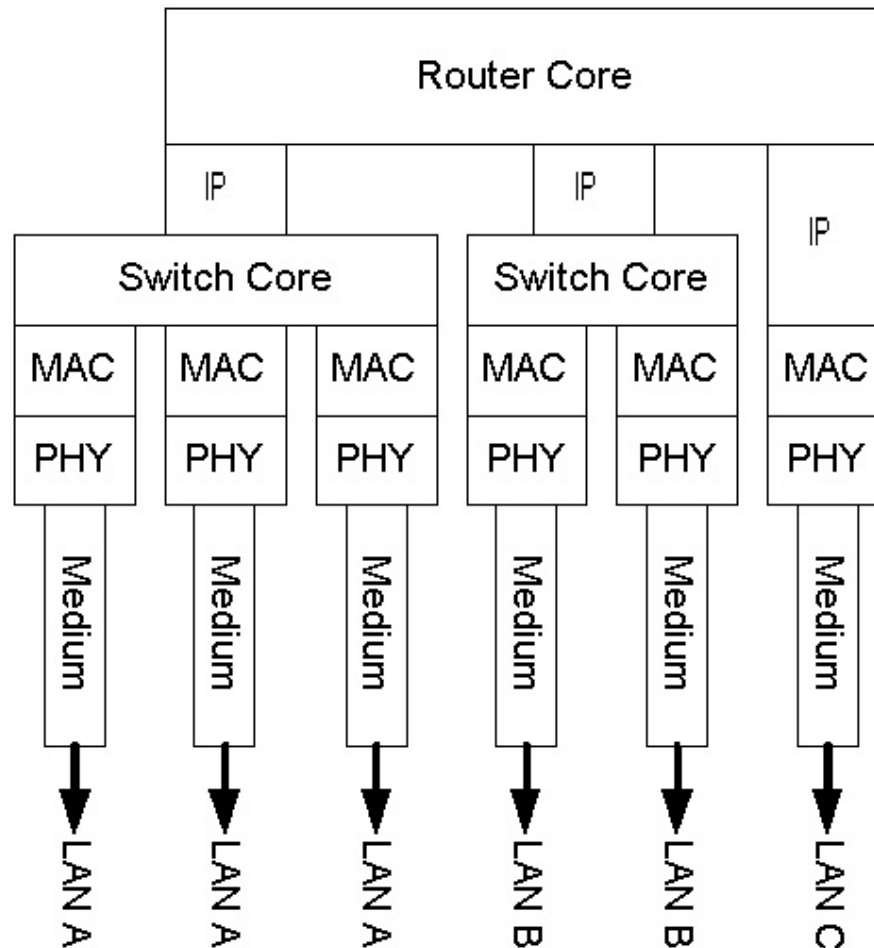 Router Core
IP
IP
IP
Switch Core
Switch Core
MAC
MAC
MAC
MAC
MAC
MAC
PHY
PHY
PHY
PHY
PHY
PHY
Medium
Medium
Medium
Medium
Medium
Medium
LAN A
LAN A
LAN A
LAN B
LAN B
LAN C